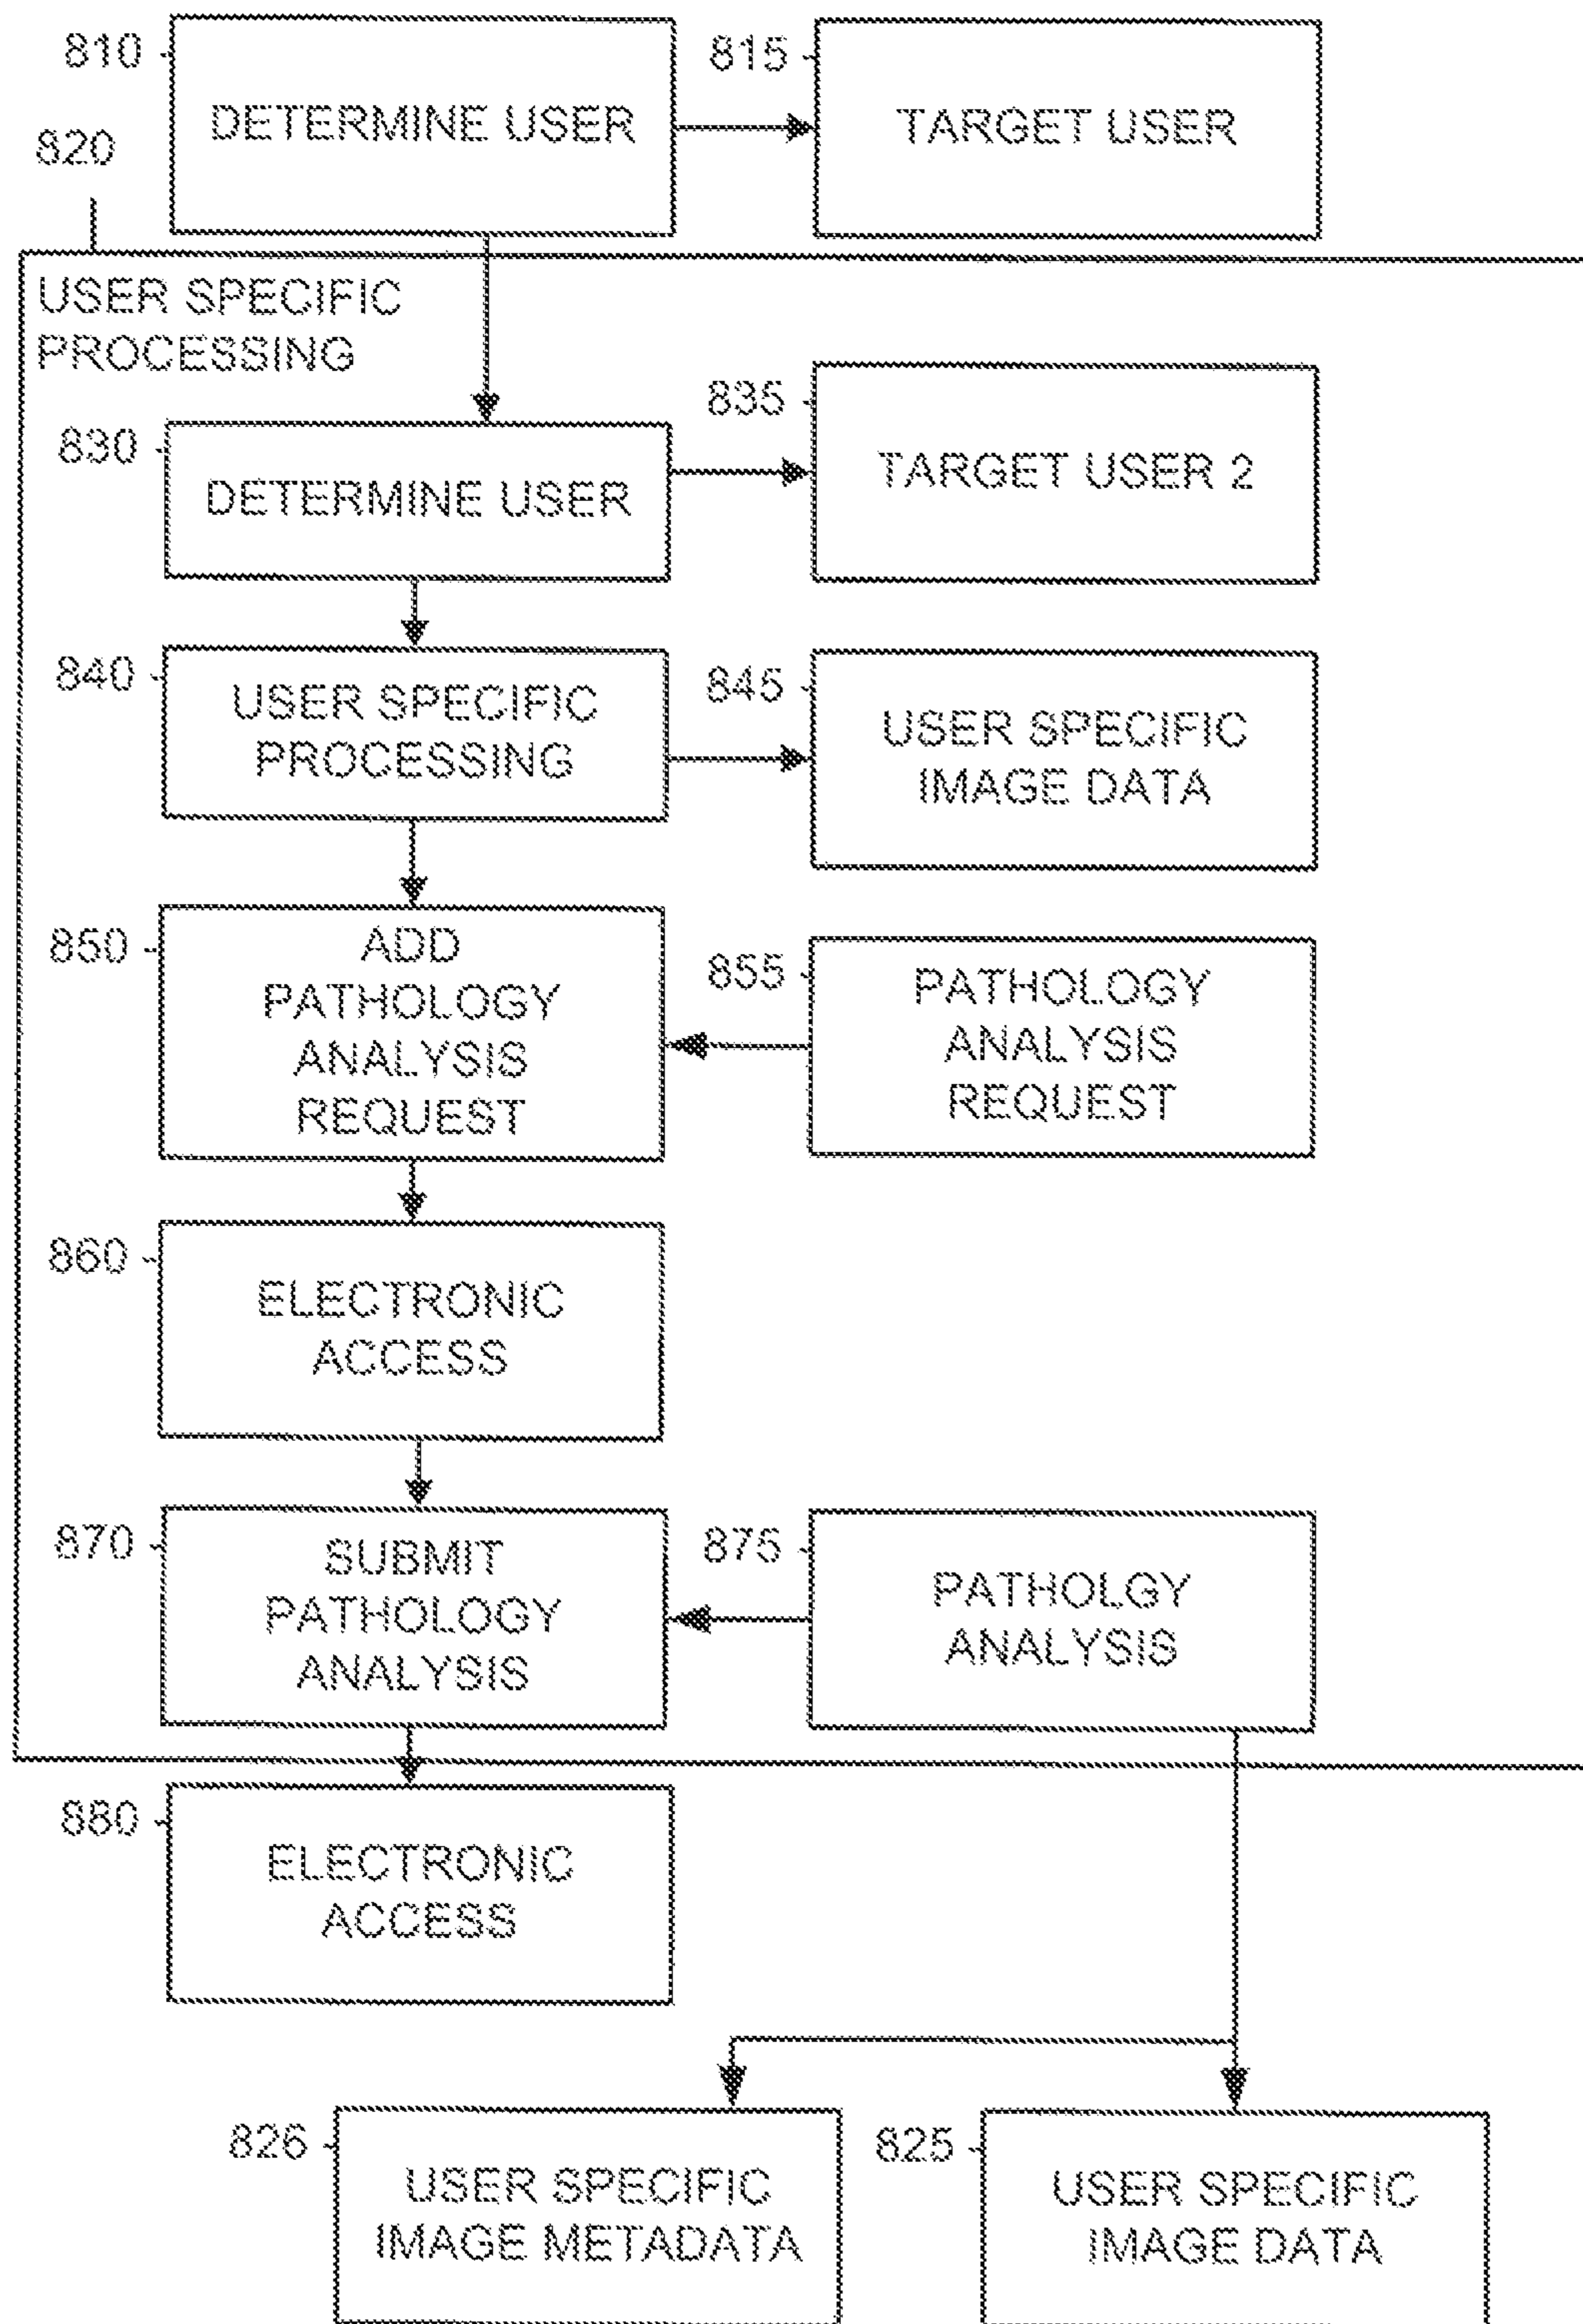 810
DETERMINE USER
815
TARGET USER
820
USER SPECIFIC
PROCESSING
830
DETERMINE USER
835
TARGET USER 2
840
USER SPECIFIC
PROCESSING
845
USER SPECIFIC
IMAGE DATA
850
ADD
PATHOLOGY
ANALYSIS
REQUEST
855
PATHOLOGY
ANALYSIS
REQUEST
860
ELECTRONIC
ACCESS
870
SUBMIT
PATHOLOGY
ANALYSIS
875
PATHOLGY
ANALYSIS
880
ELECTRONIC
ACCESS
826
USER SPECIFIC
IMAGE METADATA
825
USER SPECIFIC
IMAGE DATA